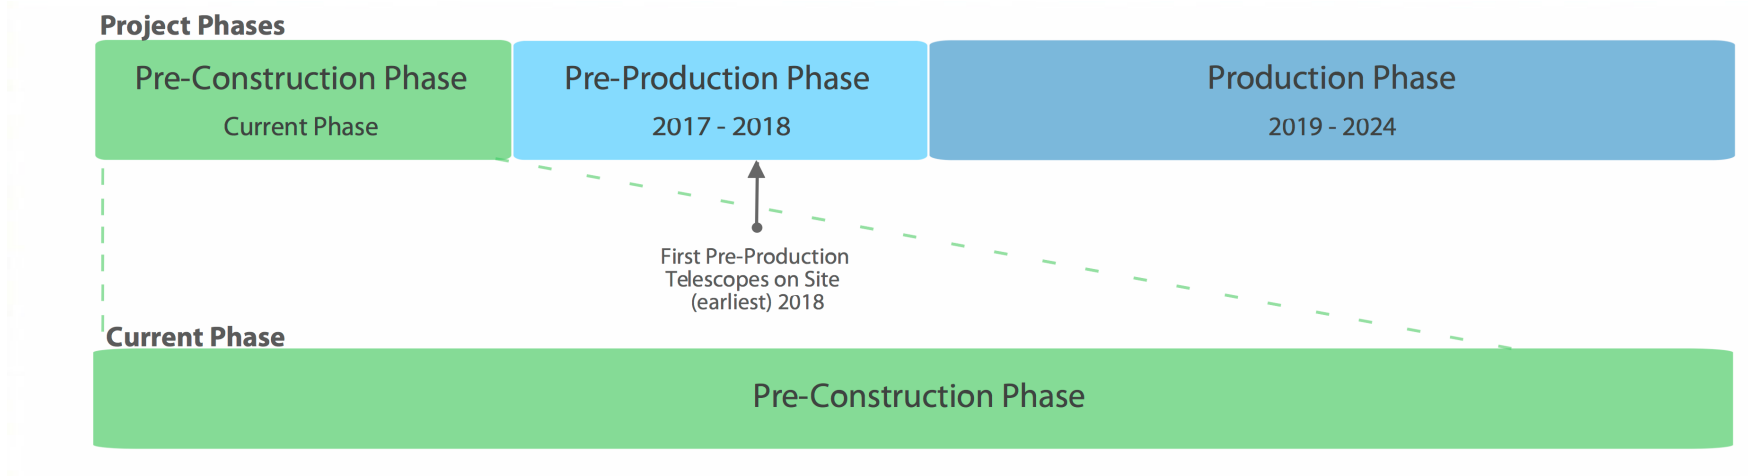 Project Phases
Pre-Construction Phase
Current Phase
Pre-Production Phase
2017 - 2018
Production Phase
2019 - 2024
First Pre-Production
Telescopes on Site
(earliest) 2018
Current Phase
Pre-Construction Phase